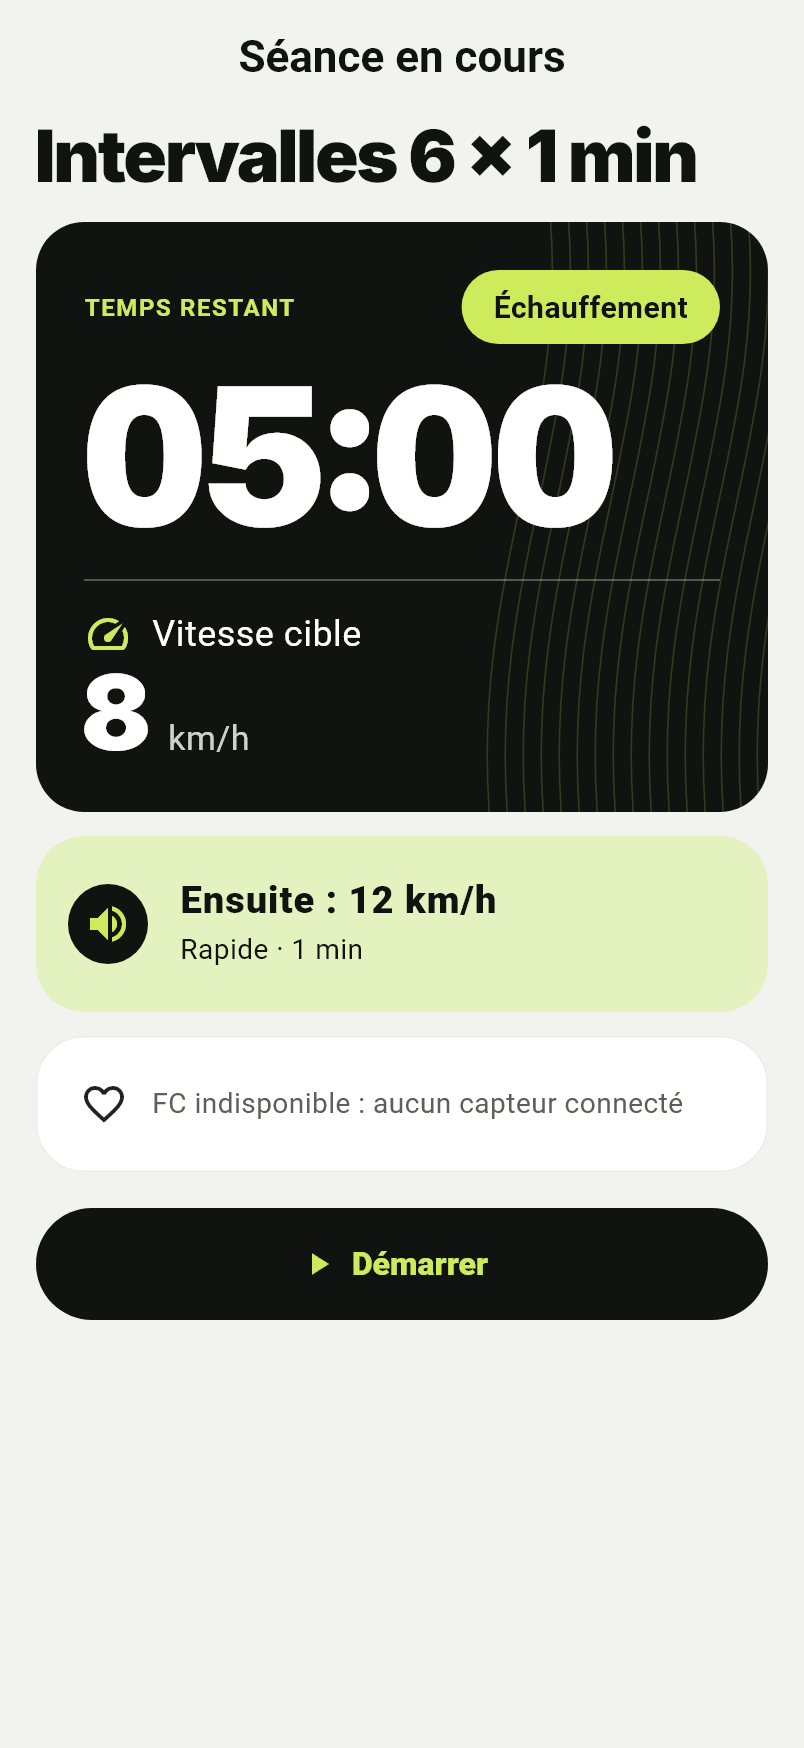 Séance en cours
Intervalles 6 × 1 min
TEMPS RESTANT
Échauffement
05:00
Vitesse cible
8 km/h
Ensuite : 12 km/h
Rapide · 1 min
FC indisponible : aucun capteur connecté
Démarrer